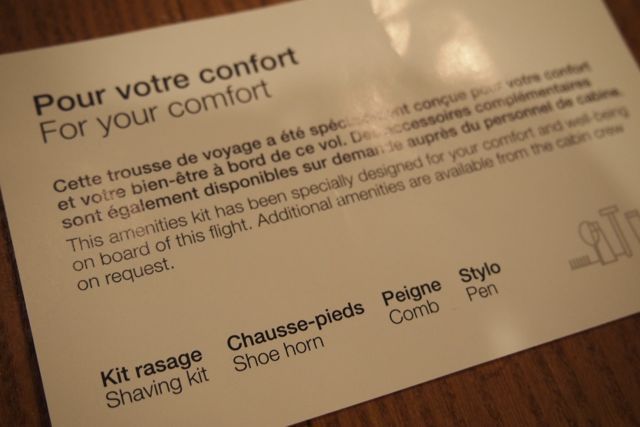 Pour votre confort
For your comfort
Cette trousse de voyage a été spécialement conçue pour votre confort
et votre bien-être à bord de ce vol. Des accessoires complémentaires
sont également disponibles sur demande auprès du personnel de cabine.
This amenities kit has been specially designed for your comfort and well-being
on board of this flight. Additional amenities are available from the cabin crew
on request.
Kit rasage Chausse-pieds Peigne Stylo
Shaving kit Shoe horn Comb Pen